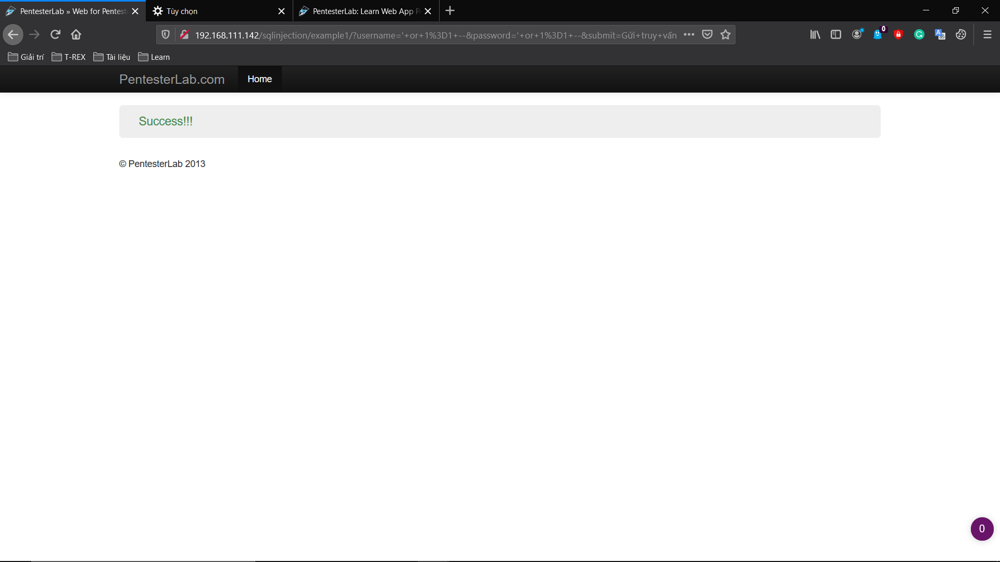 PentesterLab » Web for Pentest
Tùy chọn
PentesterLab: Learn Web App P
192.168.111.142/sqlinjection/example1/?username='+or+1%3D1+--&password='+or+1%3D1+--&submit=Gửi+truy+vấn
0
Giải trí
T-REX
Tài liệu
Learn
PentesterLab.com
Home
Success!!!
© PentesterLab 2013
0